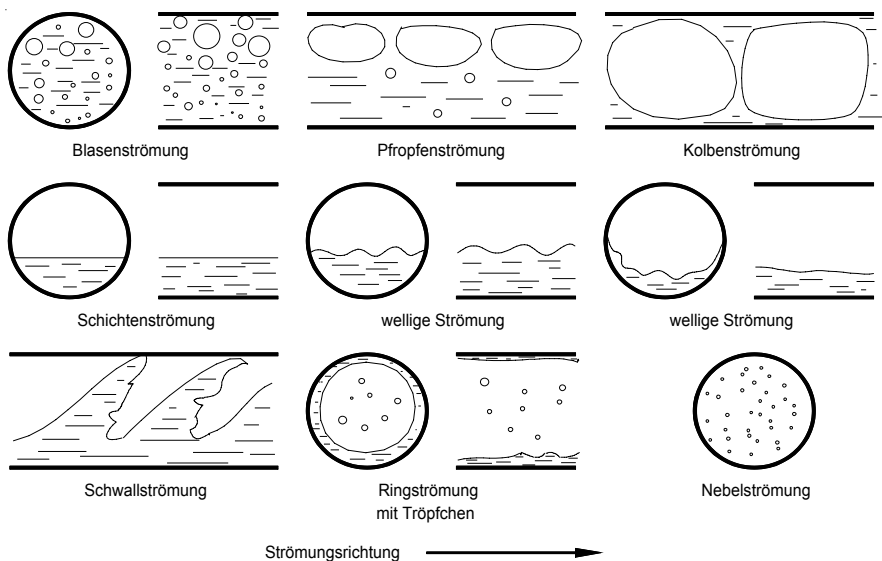 Blasenströmung
Pfropfenströmung
Kolbenströmung
Schichtenströmung
wellige Strömung
wellige Strömung
Schwallströmung
Ringströmung
mit Tröpfchen
Nebelströmung
Strömungsrichtung